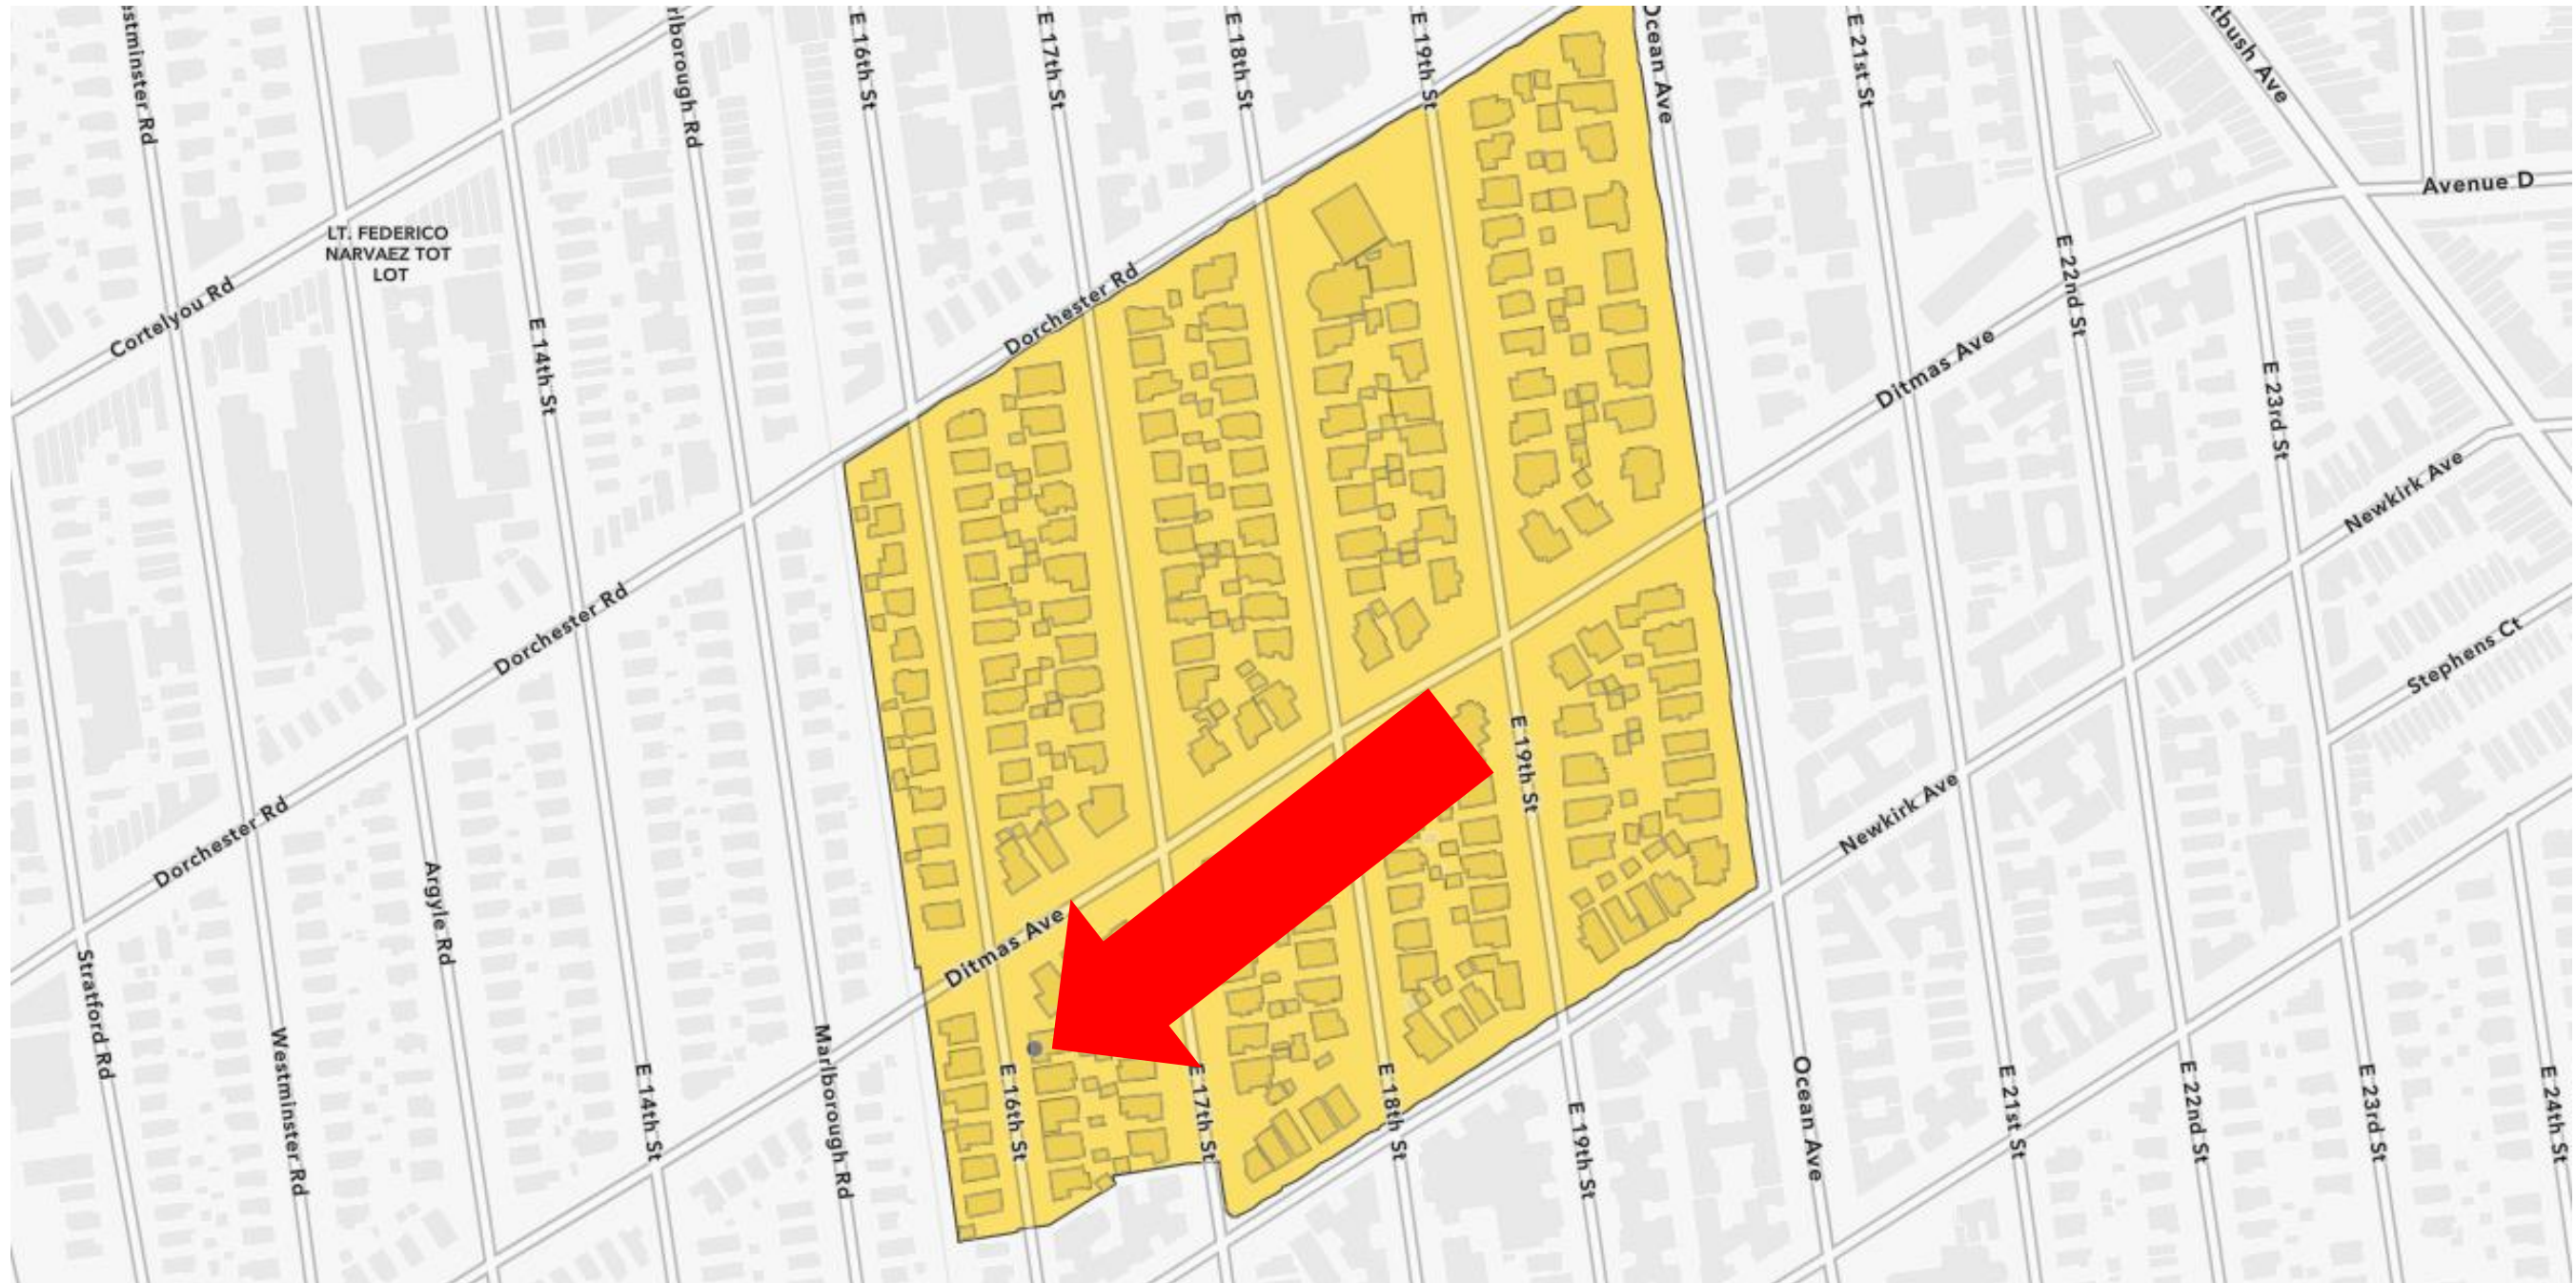 stminster Rd
rlborough Rd
E 16th St
E 17th St
E 18th St
E 19th St
Ocean Ave
E 21st St
tbush Ave
Avenue D
LT. FEDERICO
NARVAEZ TOT
LOT
Cortelyou Rd
E 14th St
Dorchester Rd
E 22nd St
Ditmas Ave
E 23rd St
Newkirk Ave
Dorchester Rd
Stephens Ct
E 19th St
Dorchester Rd
Newkirk Ave
Argyle Rd
Ditmas Ave
Stratford Rd
Westminster Rd
E 14th St
Marlborough Rd
E 16th St
E 17th St
E 18th St
E 19th St
Ocean Ave
E 21st St
E 22nd St
E 23rd St
E 24th St